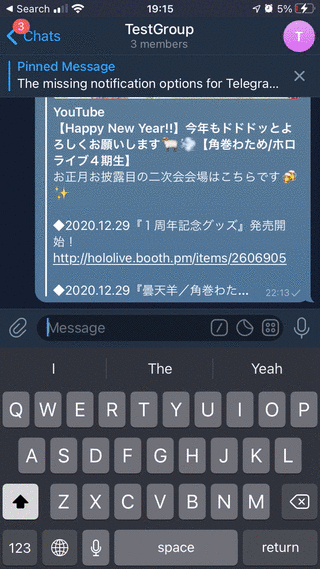 Search
19:15
5%
3
Chats
TestGroup
3 members
T
Pinned Message
The missing notification options for Telegra...
YouTube
【Happy New Year!!】今年もドドドッとよ
ろしくお願いします🐏💨【角巻わため/ホロ
ライブ４期生】
お正月お披露目の二次会会場はこちらです🍻
✨
◆2020.12.29『１周年記念グッズ』発売開
始！
http://hololive.booth.pm/items/2606905
◆2020.12.29『曇天羊／角巻わた...
22:13
Message
I The Yeah
Q W E R T Y U I O P
A S D F G H J K L
Z X C V B N M
123 space return